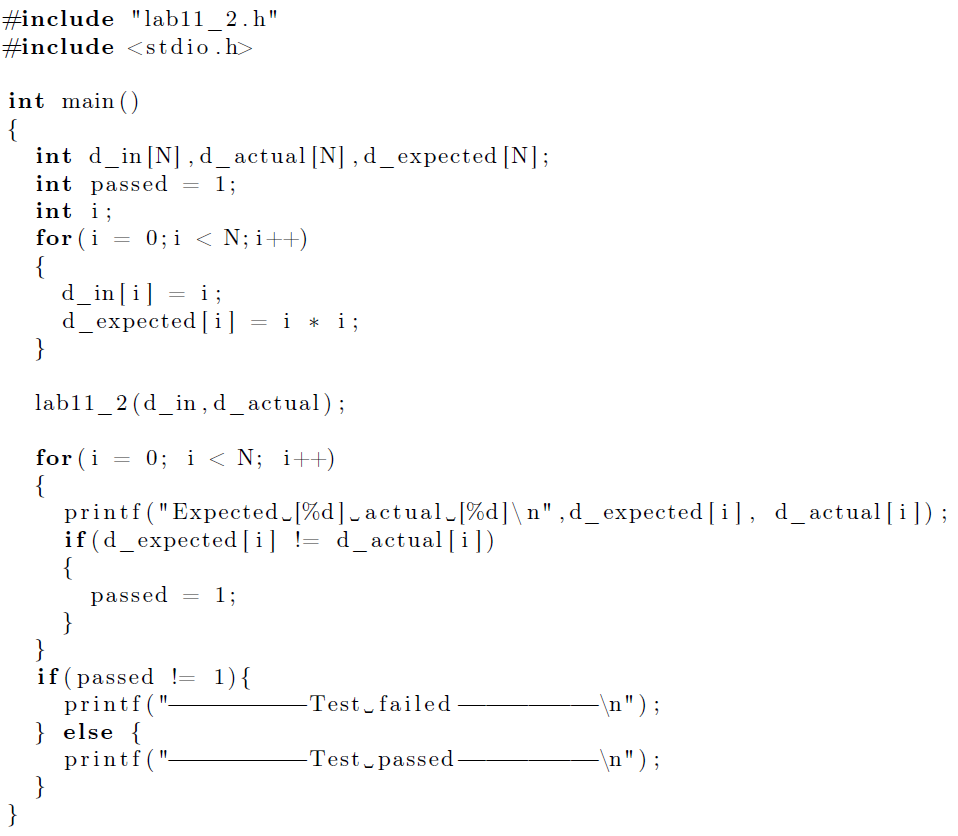 #include "lab11_2.h"
#include <stdio.h>

int main()
{
  int d_in[N],d_actual[N],d_expected[N];
  int passed = 1;
  int i;
  for(i = 0;i < N;i++)
  {
    d_in[i] = i;
    d_expected[i] = i * i;
  }

  lab11_2(d_in,d_actual);

  for(i = 0; i < N; i++)
  {
    printf("Expected␣[%d]␣actual␣[%d]\n",d_expected[i], d_actual[i]);
    if(d_expected[i] != d_actual[i])
    {
      passed = 1;
    }
  }
  if(passed != 1){
    printf("——————Test␣failed——————\n");
  } else {
    printf("——————Test␣passed——————\n");
  }
}